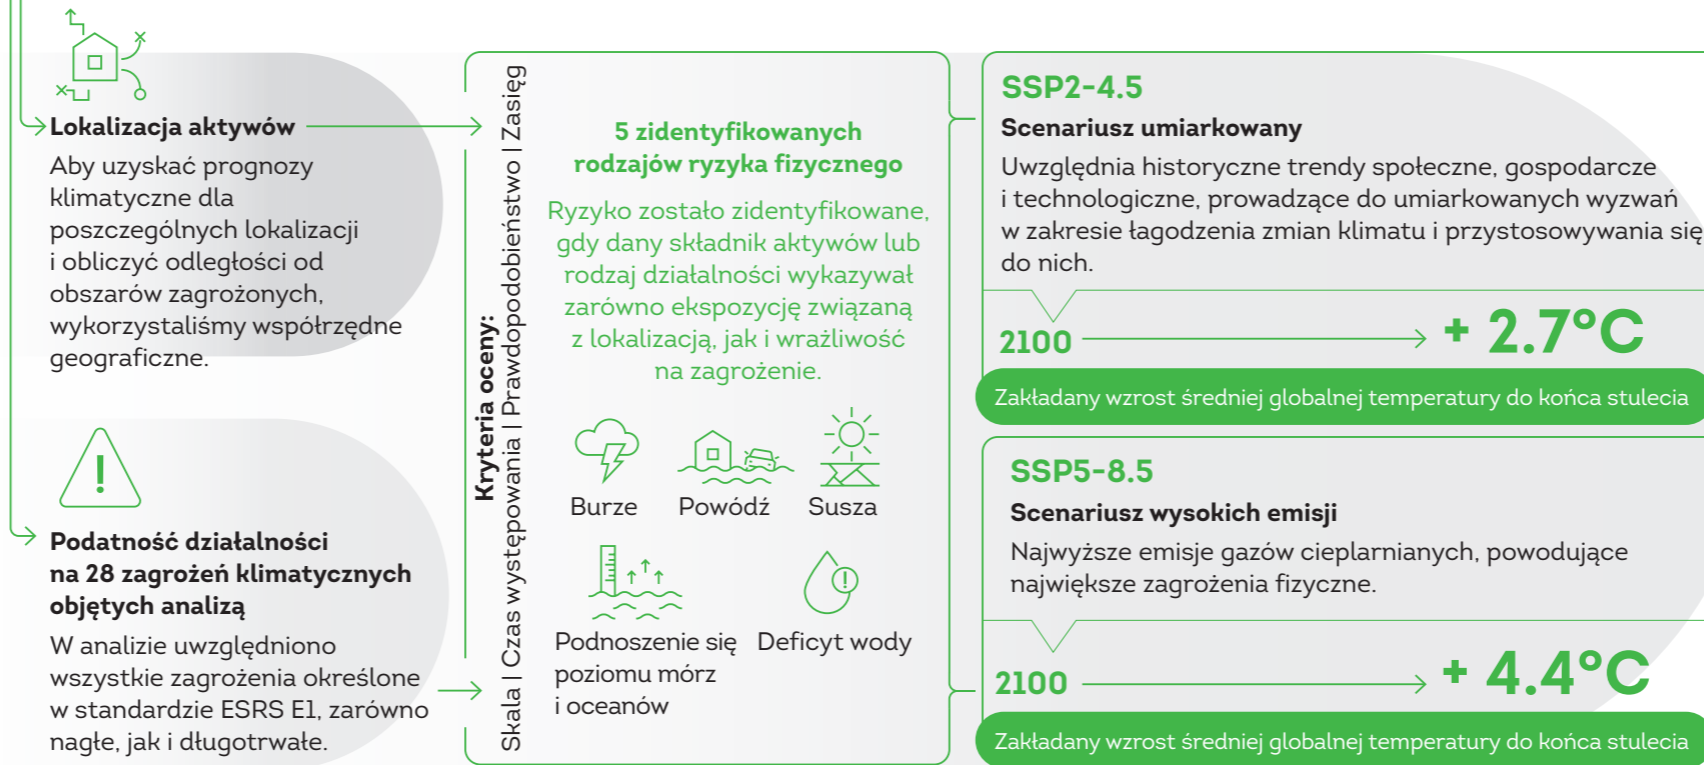 Lokalizacja aktywów
Aby uzyskać prognozy
klimatyczne dla
poszczególnych lokalizacji
i obliczyć odległości od
obszarów zagrożonych,
wykorzystaliśmy współrzędne
geograficzne.
Podatność działalności
na 28 zagrożeń klimatycznych
objętych analizą
W analizie uwzględniono
wszystkie zagrożenia określone
w standardzie ESRS E1, zarówno
nagłe, jak i długotrwałe.
Kryteria oceny:
Skala | Czas występowania | Prawdopodobieństwo | Zasięg
5 zidentyfikowanych
rodzajów ryzyka fizycznego
Ryzyko zostało zidentyfikowane,
gdy dany składnik aktywów lub
rodzaj działalności wykazywał
zarówno ekspozycję związaną
z lokalizacją, jak i wrażliwość
na zagrożenie.
Burze
Powódź
Susza
Podnoszenie się
poziomu mórz
i oceanów
Deficyt wody
SSP2-4.5
Scenariusz umiarkowany
Uwzględnia historyczne trendy społeczne, gospodarcze
i technologiczne, prowadzące do umiarkowanych wyzwań
w zakresie łagodzenia zmian klimatu i przystosowywania się
do nich.
2100
+ 2.7°C
Zakładany wzrost średniej globalnej temperatury do końca stulecia
SSP5-8.5
Scenariusz wysokich emisji
Najwyższe emisje gazów cieplarnianych, powodujące
największe zagrożenia fizyczne.
2100
+ 4.4°C
Zakładany wzrost średniej globalnej temperatury do końca stulecia